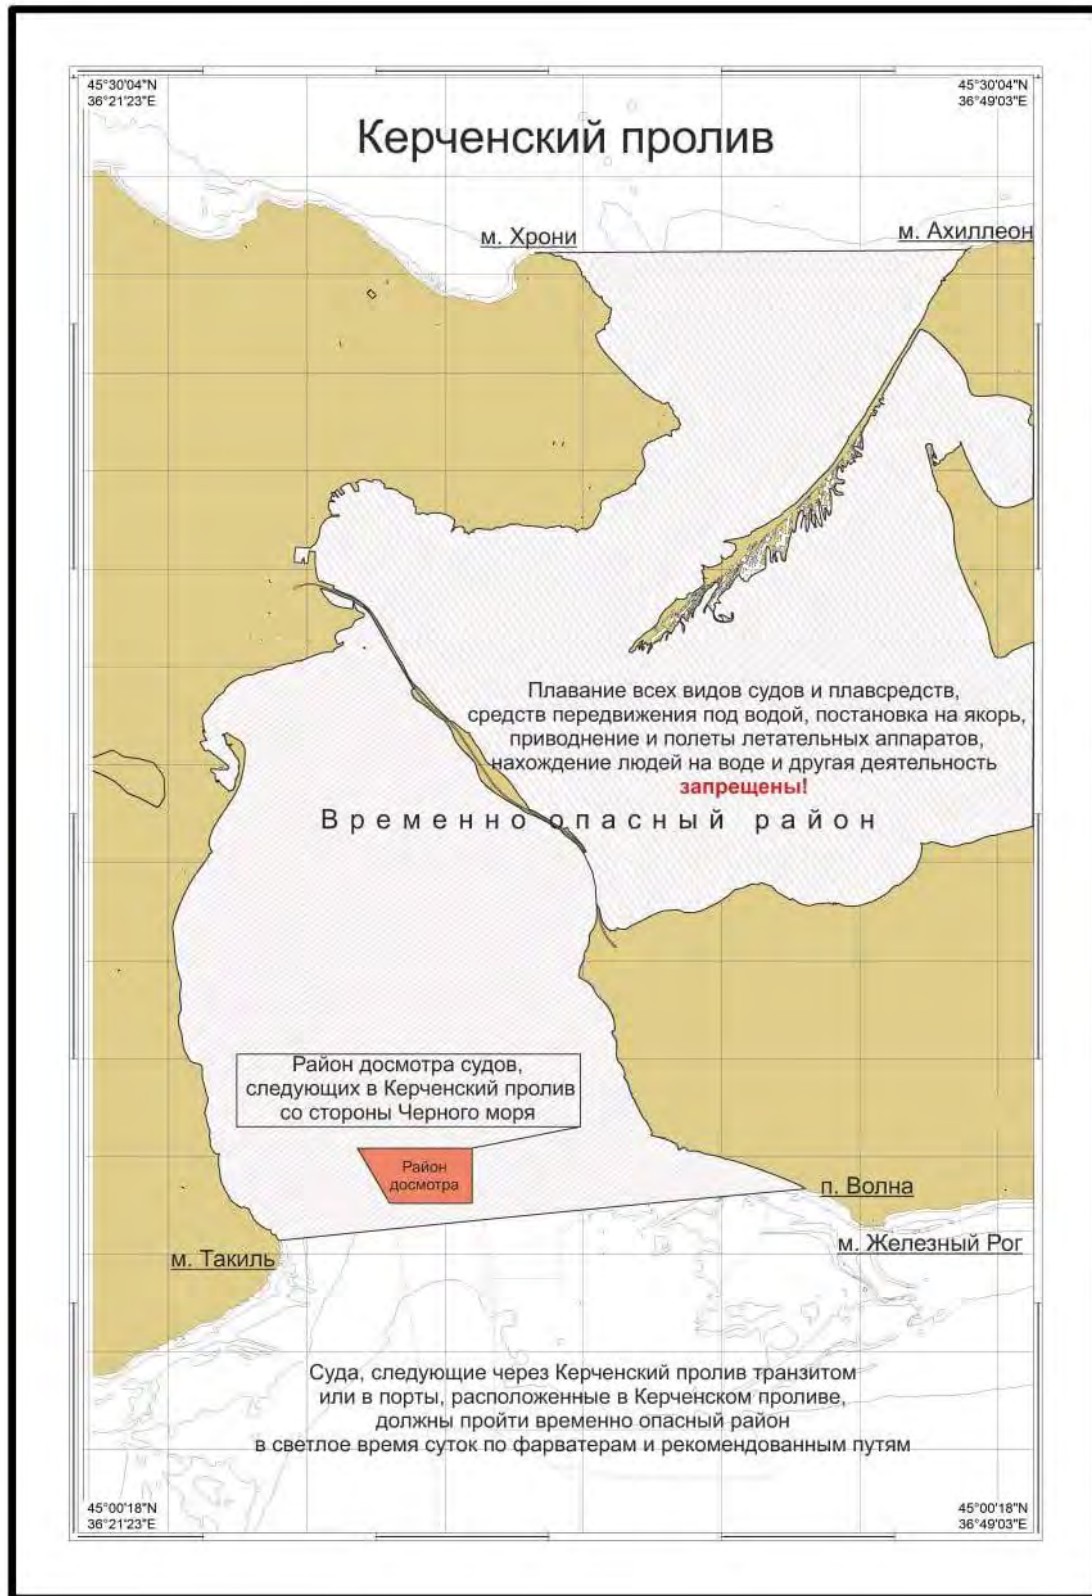 45°30'04"N
36°21'23"E
45°30'04"N
36°49'03"E
Керченский пролив
м. Хрони
м. Ахиллеон
Плавание всех видов судов и плавсредств,
средств передвижения под водой, постановка на якорь,
приводнение и полеты летательных аппаратов,
нахождение людей на воде и другая деятельность
запрещены!
Временно опасный район
Район досмотра судов,
следующих в Керченский пролив
со стороны Черного моря
Район
досмотра
п. Волна
м. Железный Рог
м. Такиль
Суда, следующие через Керченский пролив транзитом
или в порты, расположенные в Керченском проливе,
должны пройти временно опасный район
в светлое время суток по фарватерам и рекомендованным путям
45°00'18"N
36°21'23"E
45°00'18"N
36°49'03"E